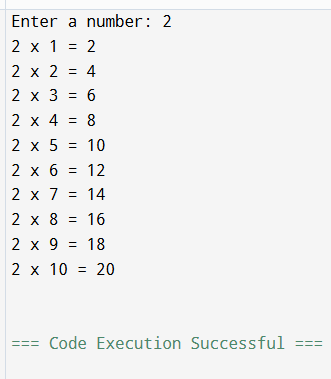 Enter a number: 2
2 x 1 = 2
2 x 2 = 4
2 x 3 = 6
2 x 4 = 8
2 x 5 = 10
2 x 6 = 12
2 x 7 = 14
2 x 8 = 16
2 x 9 = 18
2 x 10 = 20
=== Code Execution Successful ===